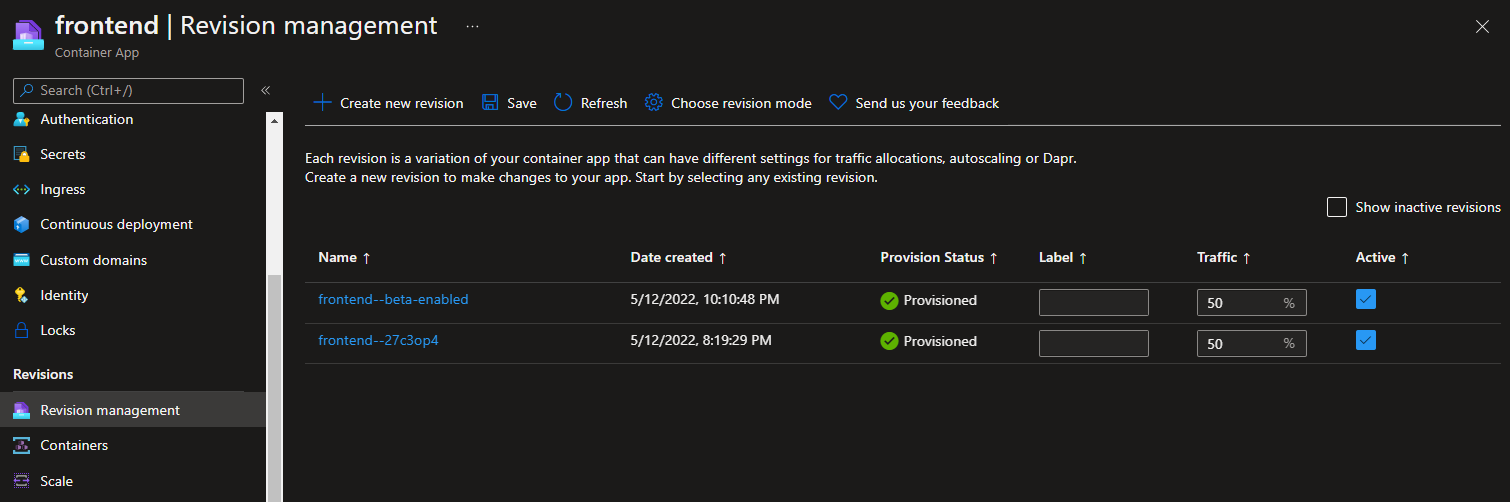 frontend | Revision management ...
Container App
Search (Ctrl+/)
«
Authentication
Secrets
Ingress
Continuous deployment
Custom domains
Identity
Locks
Revisions
Revision management
Containers
Scale
Create new revision Save Refresh Choose revision mode Send us your feedback
Each revision is a variation of your container app that can have different settings for traffic allocations, autoscaling or Dapr.
Create a new revision to make changes to your app. Start by selecting any existing revision.
Show inactive revisions
Name ↑ Date created ↑ Provision Status ↑ Label ↑ Traffic ↑ Active ↑
frontend--beta-enabled 5/12/2022, 10:10:48 PM Provisioned 50 %
frontend--27c3op4 5/12/2022, 8:19:29 PM Provisioned 50 %